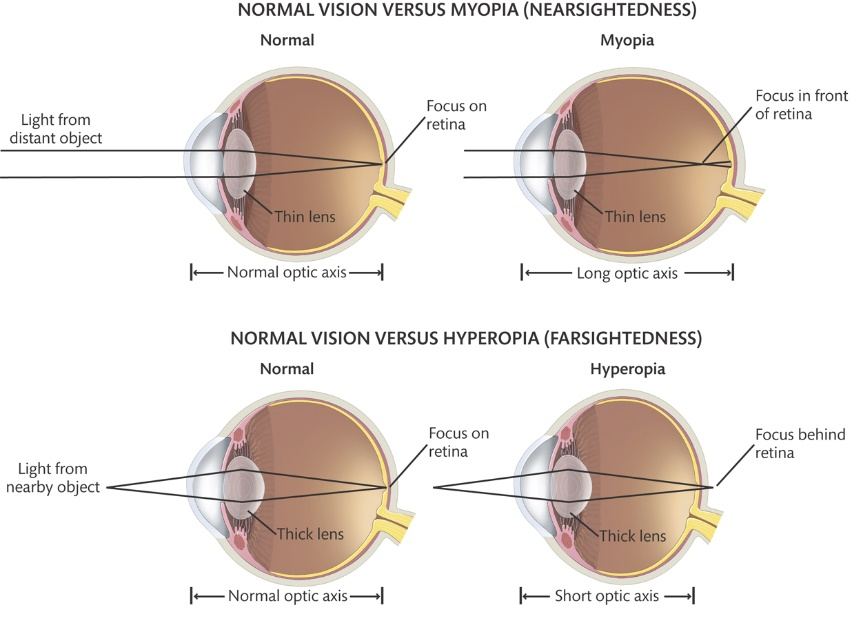 NORMAL VISION VERSUS MYOPIA (NEARSIGHTEDNESS)
Normal
Myopia
Light from
distant object
Focus on
retina
Focus in front
of retina
Thin lens
Thin lens
Normal optic axis
Long optic axis
NORMAL VISION VERSUS HYPEROPIA (FARSIGHTEDNESS)
Normal
Hyperopia
Light from
nearby object
Focus on
retina
Focus behind
retina
Thick lens
Thick lens
Normal optic axis
Short optic axis